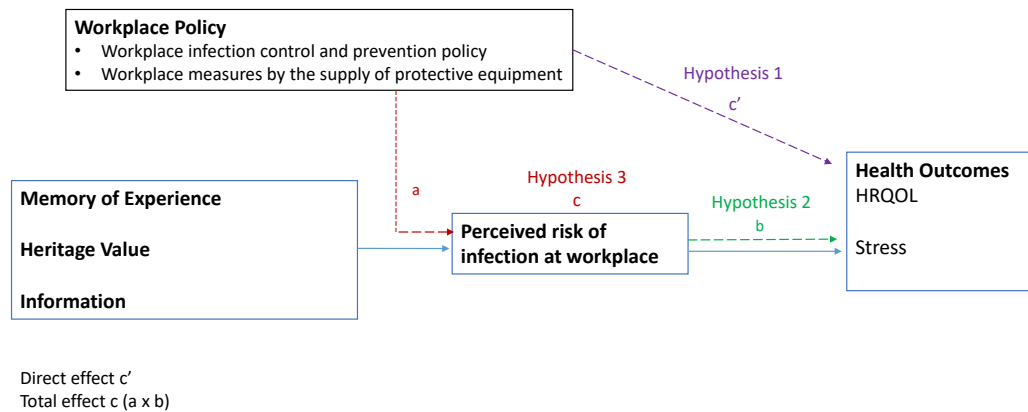 Workplace Policy
• Workplace infection control and prevention policy
• Workplace measures by the supply of protective equipment
Hypothesis 1
c’
Memory of Experience
Heritage Value
Information
a
Hypothesis 3
c
Perceived risk of
infection at workplace
Hypothesis 2
b
Health Outcomes
HRQOL
Stress
Direct effect c’
Total effect c (a x b)